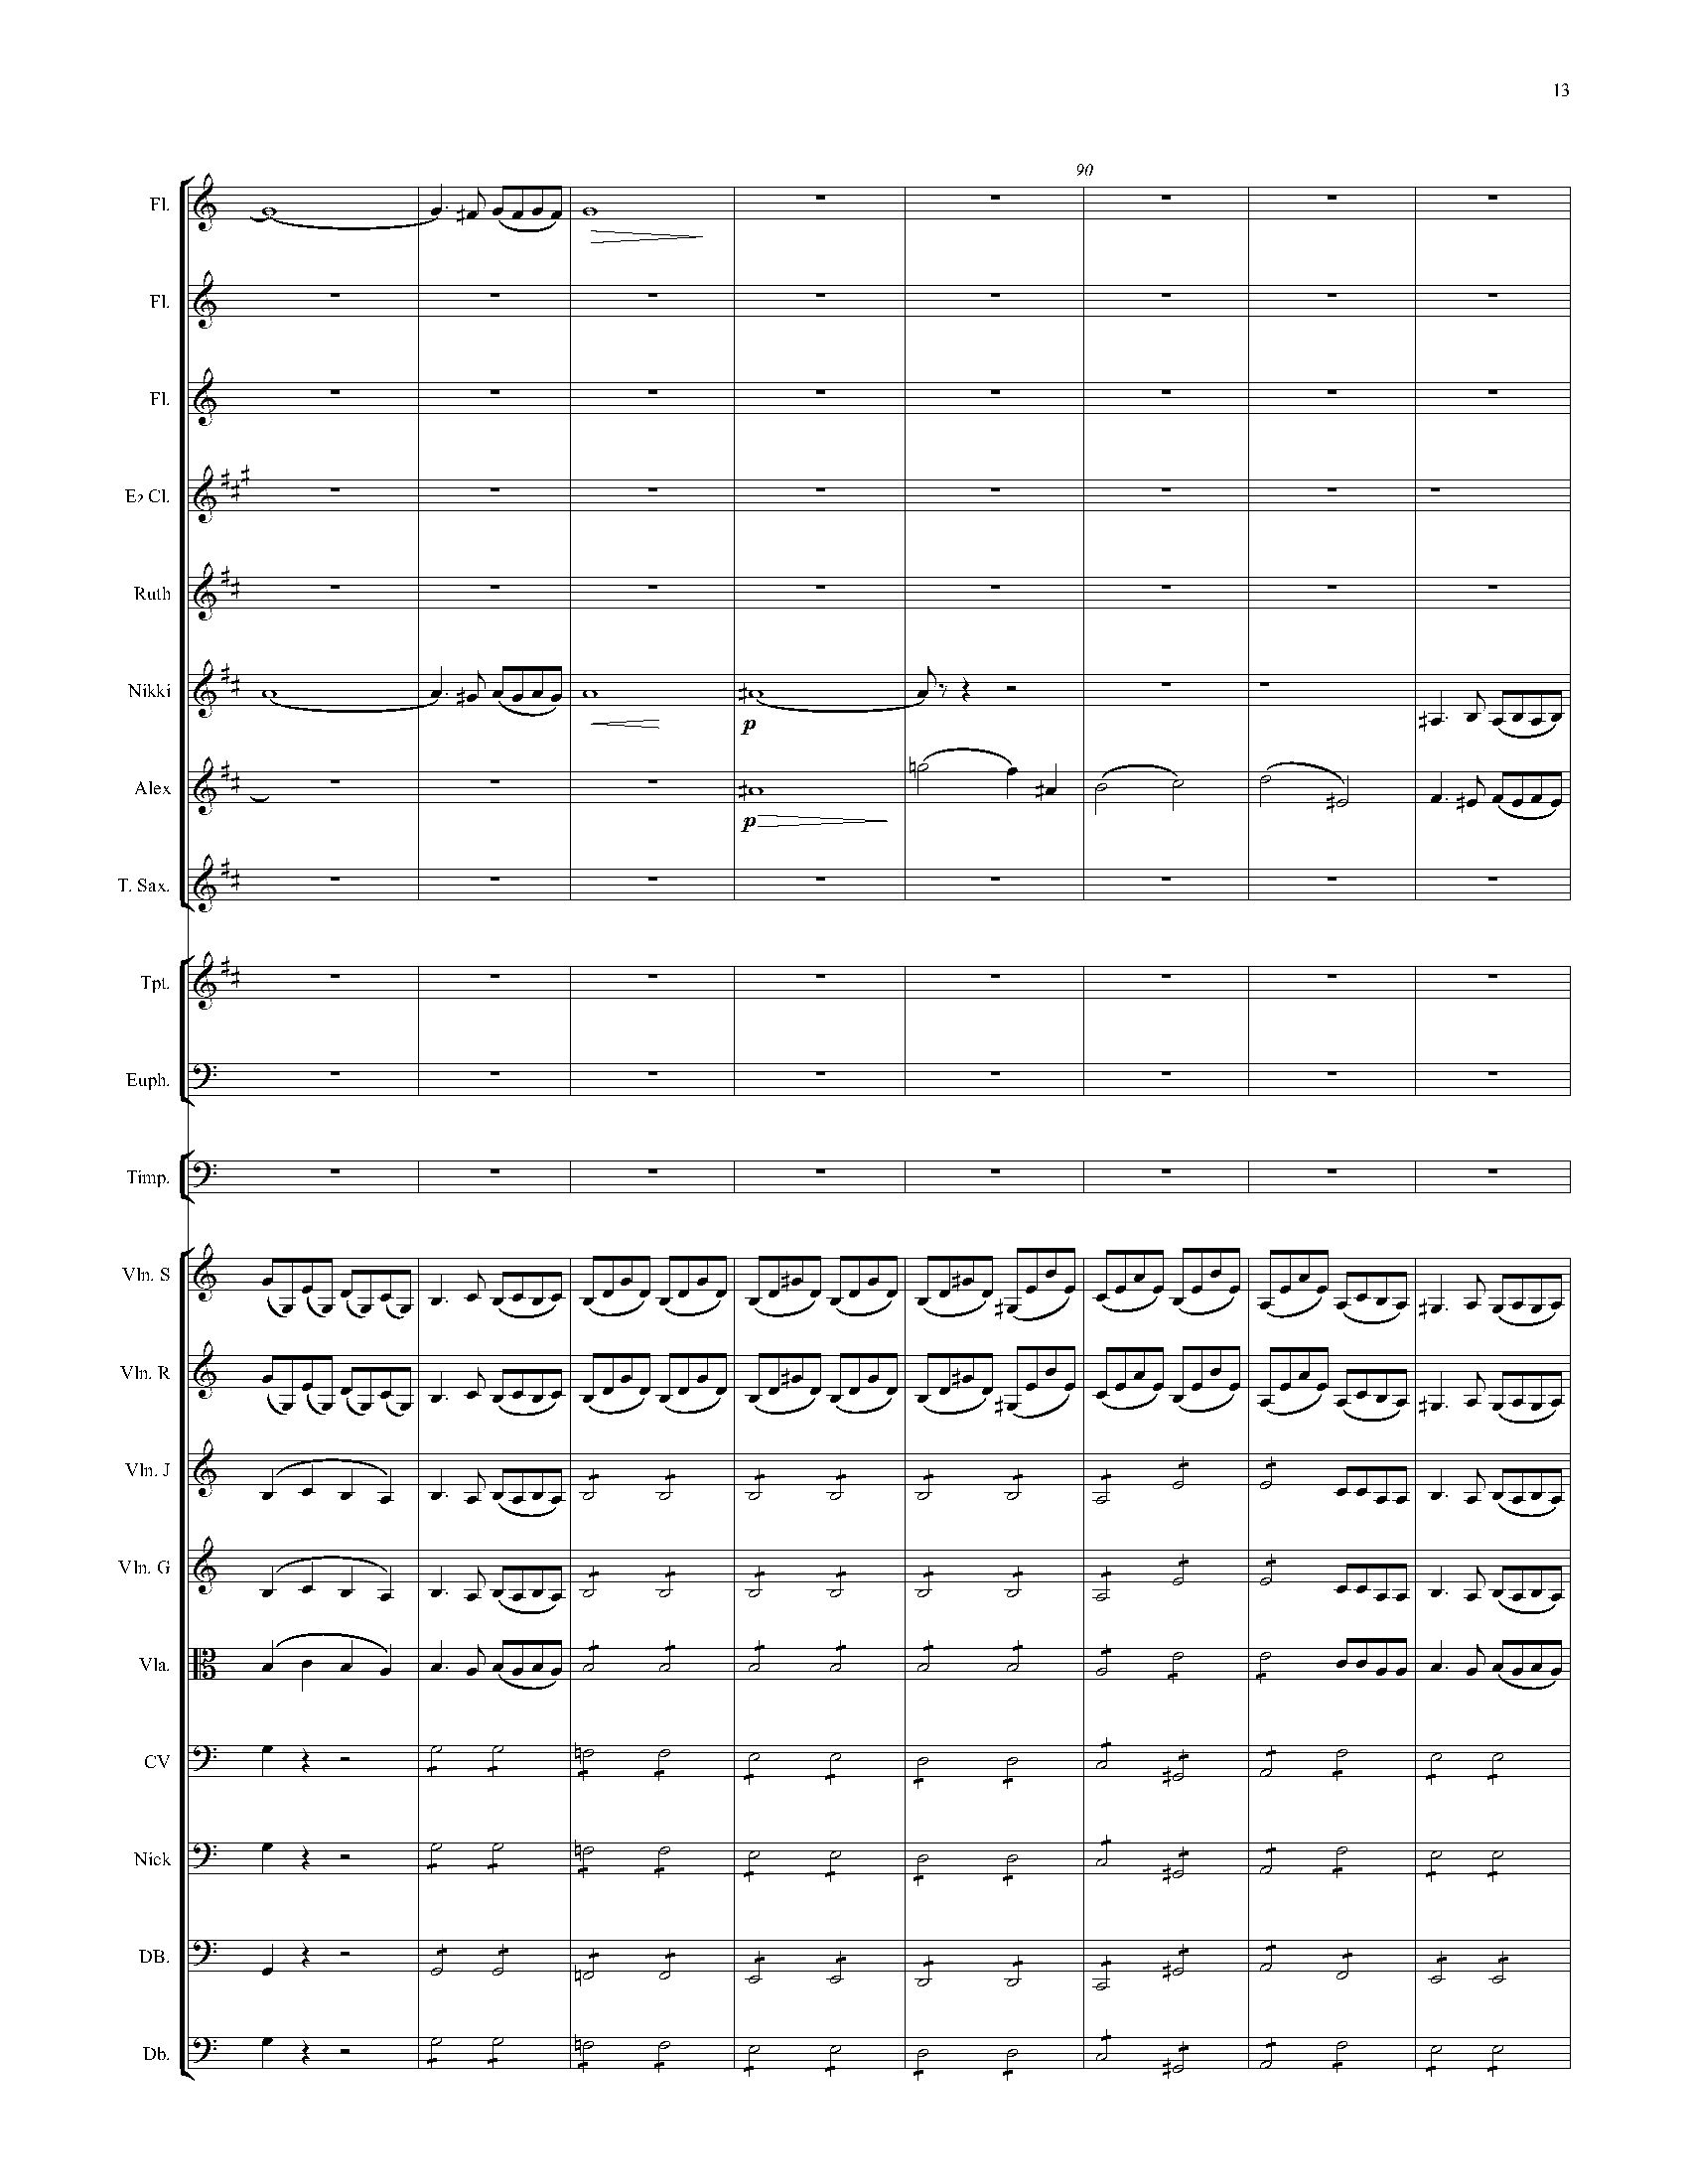 13
90
Fl.
Fl.
Fl.
E♭ Cl.
Ruth
Nikki
p
Alex
p
T. Sax.
Tpt.
Euph.
Timp.
Vln. S
Vln. R
Vln. J
Vln. G
Vla.
CV
Nick
DB.
Db.